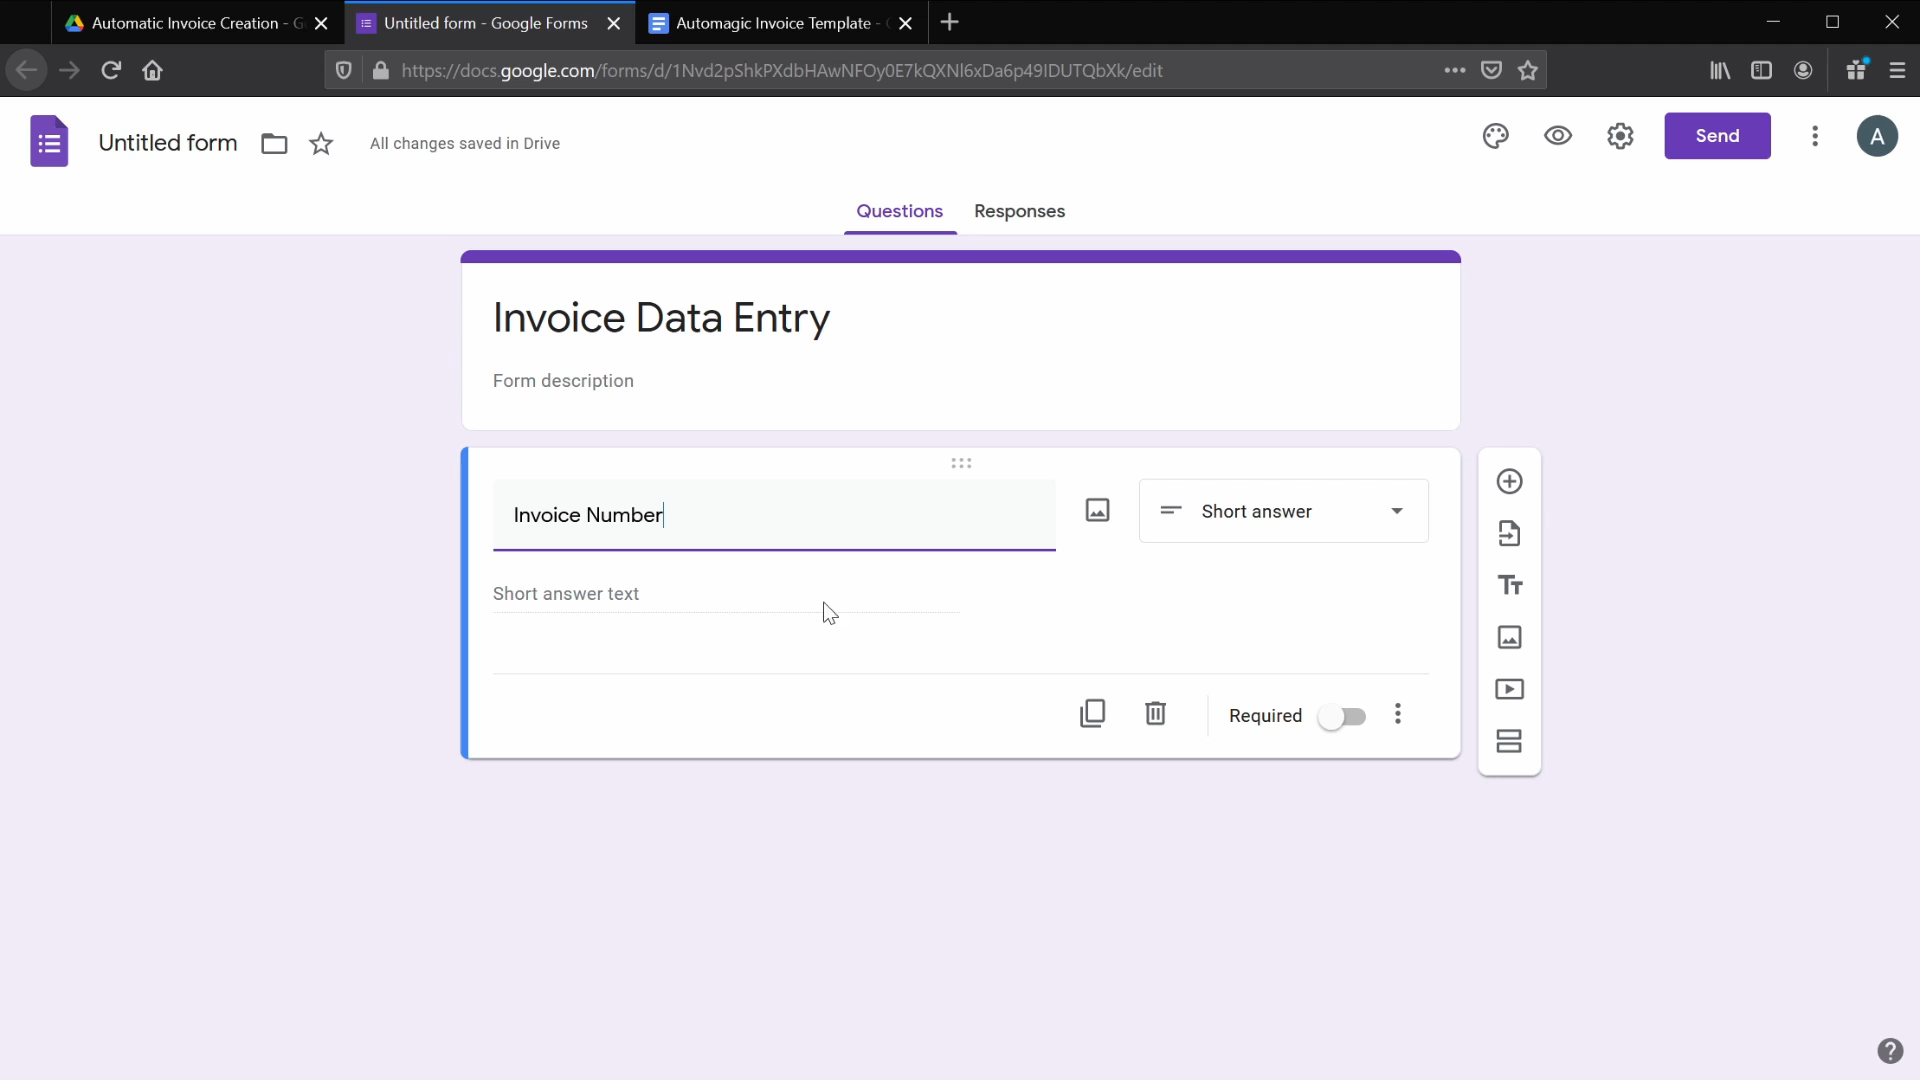 Automatic Invoice Creation - G
Untitled form - Google Forms
Automagic Invoice Template -
https://docs.google.com/forms/d/1Nvd2pShkPXdbHAwNFOy0E7kQXNl6xDa6p49IDUTQbXk/edit
Untitled form
All changes saved in Drive
Send
A
Questions
Responses
Invoice Data Entry
Form description
Invoice Number
Short answer
Short answer text
Required